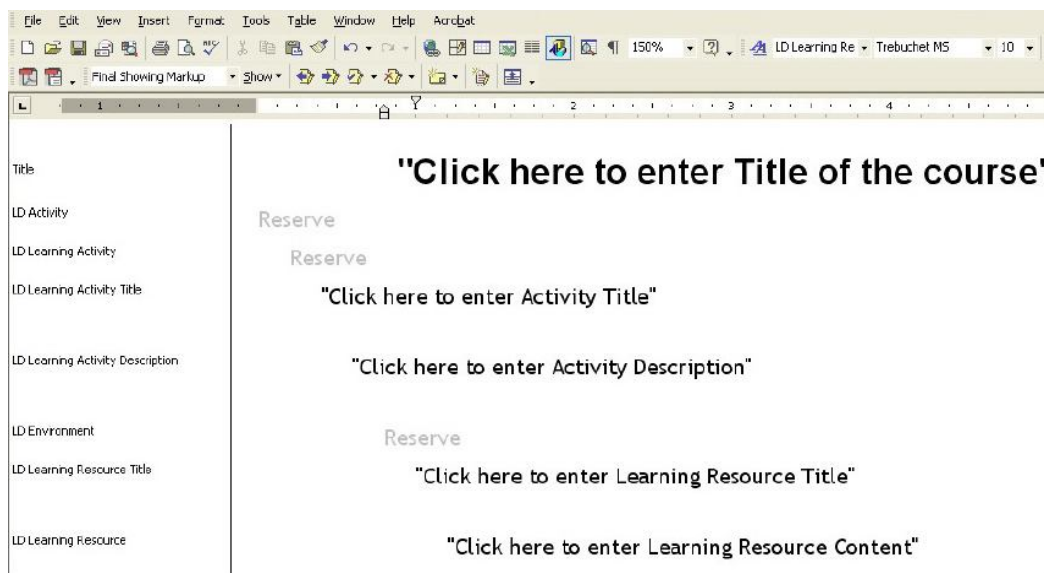 File Edit View Insert Format Tools Table Window Help Acrobat
150% LD Learning Re Trebuchet MS 10
Final Showing Markup Show
1 2 3 4
Title "Click here to enter Title of the course"
LD Activity Reserve
LD Learning Activity Reserve
LD Learning Activity Title "Click here to enter Activity Title"
LD Learning Activity Description "Click here to enter Activity Description"
LD Environment Reserve
LD Learning Resource Title "Click here to enter Learning Resource Title"
LD Learning Resource "Click here to enter Learning Resource Content"